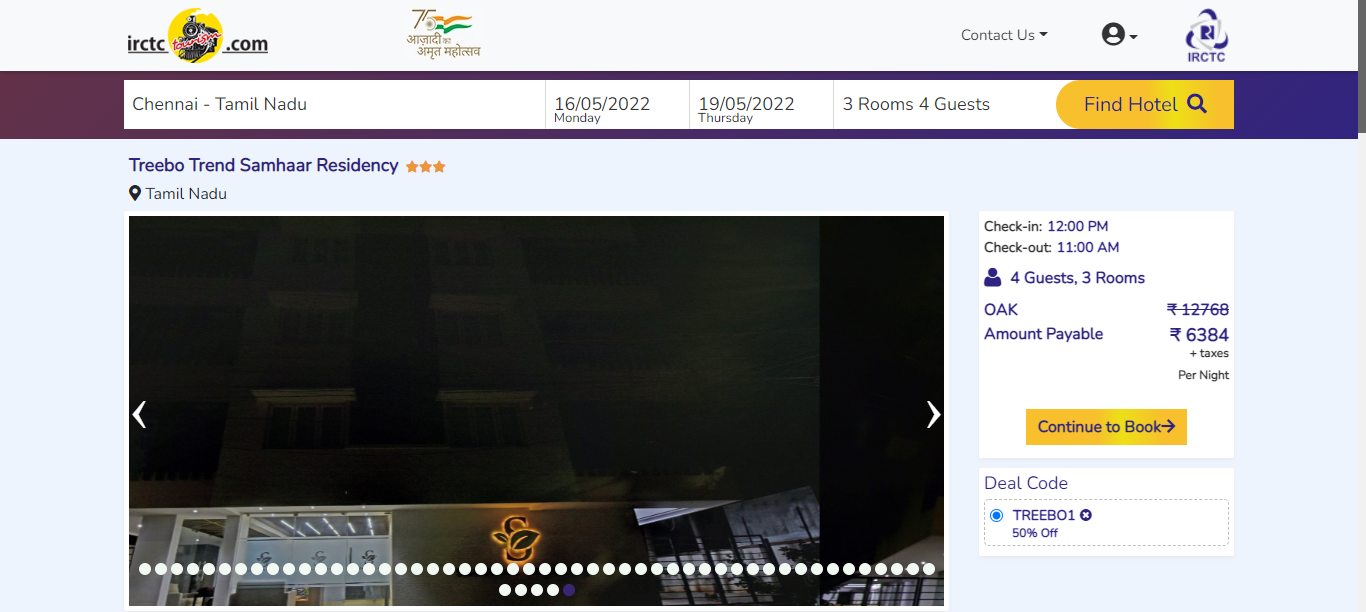 irctc tourism .com
75
आज़ादी का
अमृत महोत्सव
Contact Us
IRCTC
Chennai - Tamil Nadu
16/05/2022
Monday
19/05/2022
Thursday
3 Rooms 4 Guests
Find Hotel
Treebo Trend Samhaar Residency
Tamil Nadu
Check-in: 12:00 PM
Check-out: 11:00 AM
4 Guests, 3 Rooms
OAK ₹ 12768
Amount Payable ₹ 6384
+ taxes
Per Night
Continue to Book
Deal Code
TREEBO1
50% Off